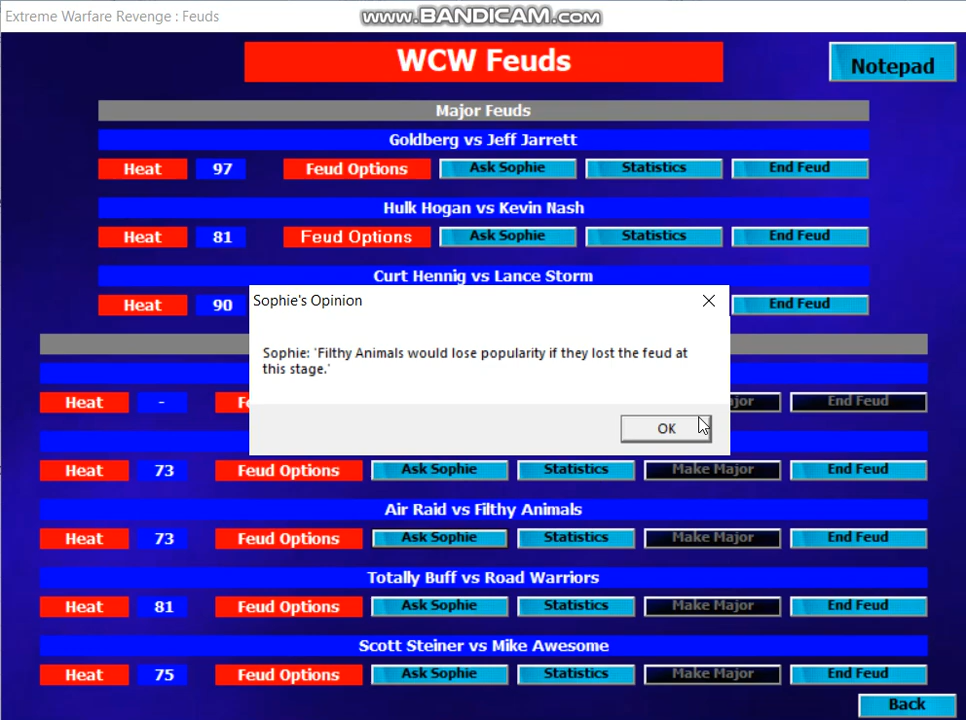 Extreme Warfare Revenge : Feuds
www.BANDICAM.com
WCW Feuds
Notepad
Major Feuds
Goldberg vs Jeff Jarrett
Heat 97 Feud Options Ask Sophie Statistics End Feud
Hulk Hogan vs Kevin Nash
Heat 81 Feud Options Ask Sophie Statistics End Feud
Curt Hennig vs Lance Storm
Heat 90 End Feud
Sophie's Opinion
Sophie: 'Filthy Animals would lose popularity if they lost the feud at
this stage.'
OK
Heat - End Feud
Heat 73 Feud Options Ask Sophie Statistics Make Major End Feud
Air Raid vs Filthy Animals
Heat 73 Feud Options Ask Sophie Statistics Make Major End Feud
Totally Buff vs Road Warriors
Heat 81 Feud Options Ask Sophie Statistics Make Major End Feud
Scott Steiner vs Mike Awesome
Heat 75 Feud Options Ask Sophie Statistics Make Major End Feud
Back